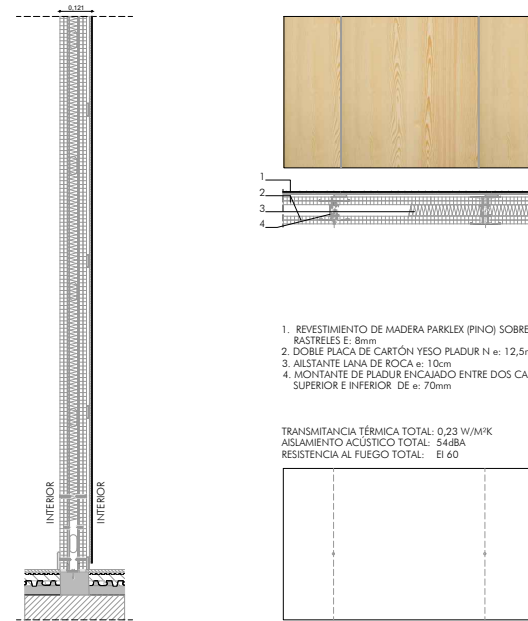 0,121
1
2
3
4
1. REVESTIMIENTO DE MADERA PARKLEX (PINO) SOBRE
RASTRELES E: 8mm
2. DOBLE PLACA DE CARTÓN YESO PLADUR N e: 12,5
3. AILSTANTE LANA DE ROCA e: 10cm
4. MONTANTE DE PLADUR ENCAJADO ENTRE DOS CA
SUPERIOR E INFERIOR DE e: 70mm
TRANSMITANCIA TÉRMICA TOTAL: 0,23 W/M²K
AISLAMIENTO ACÚSTICO TOTAL: 54dBA
RESISTENCIA AL FUEGO TOTAL: EI 60
INTERIOR
INTERIOR